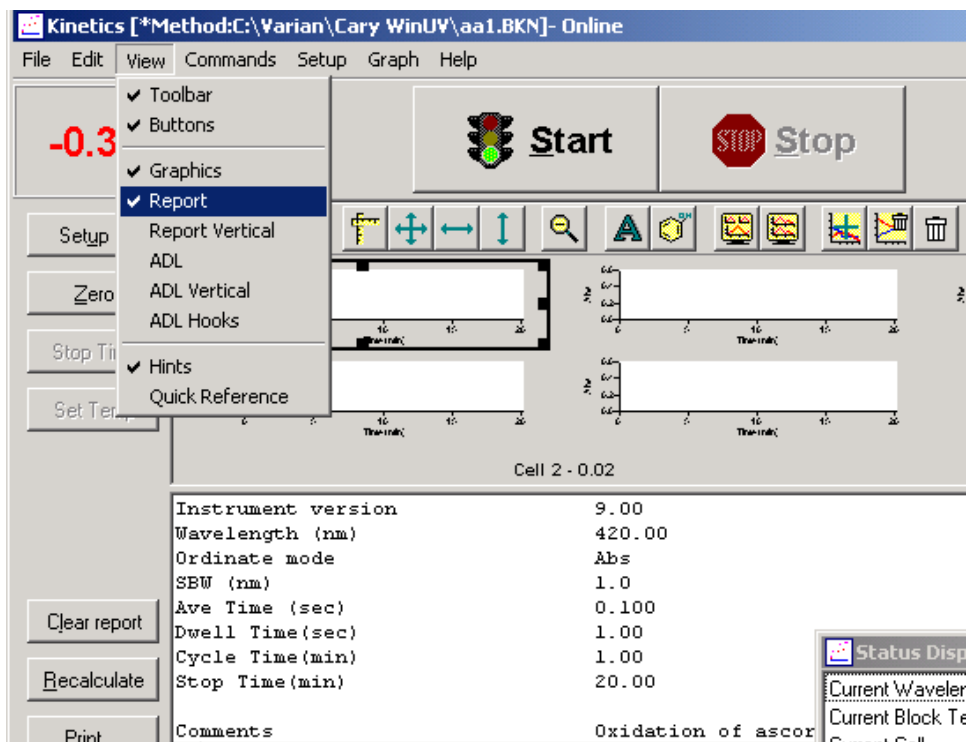 Kinetics [*Method:C:\Varian\Cary WinUV\aa1.BKN]- Online
File Edit View Commands Setup Graph Help
Toolbar
Buttons
Graphics
Report
Report Vertical
ADL
ADL Vertical
ADL Hooks
Hints
Quick Reference
-0.3
Start
STOP Stop
Setup
Zero
Stop
Set
A
Cell 2 - 0.02
Instrument version 9.00
Wavelength (nm) 420.00
Ordinate mode Abs
SBW (nm) 1.0
Ave Time (sec) 0.100
Dwell Time(sec) 1.00
Cycle Time(min) 1.00
Stop Time(min) 20.00
Comments Oxidation of ascor
Clear report
Recalculate
Print
Status Disp
Current Waveler
Current Block Te